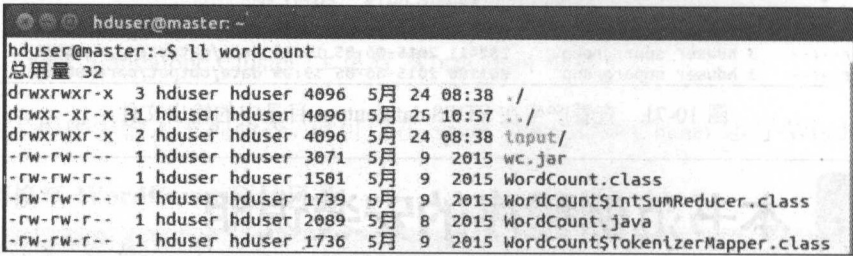 hduser@master: ~
hduser@master:~$ ll wordcount
总用量 32
drwxrwxr-x 3 hduser hduser 4096 5月 24 08:38 ./
drwxr-xr-x 31 hduser hduser 4096 5月 25 10:57 ../
drwxrwxr-x 3 hduser hduser 4096 5月 24 08:38 input/
-rw-rw-r-- 1 hduser hduser 3071 5月 9 2015 wc.jar
-rw-rw-r-- 1 hduser hduser 1501 5月 9 2015 WordCount.class
-rw-rw-r-- 1 hduser hduser 1739 5月 9 2015 WordCount$IntSumReducer.class
-rw-rw-r-- 1 hduser hduser 2089 5月 9 2015 WordCount.java
-rw-rw-r-- 1 hduser hduser 1736 5月 9 2015 WordCount$TokenizerMapper.class